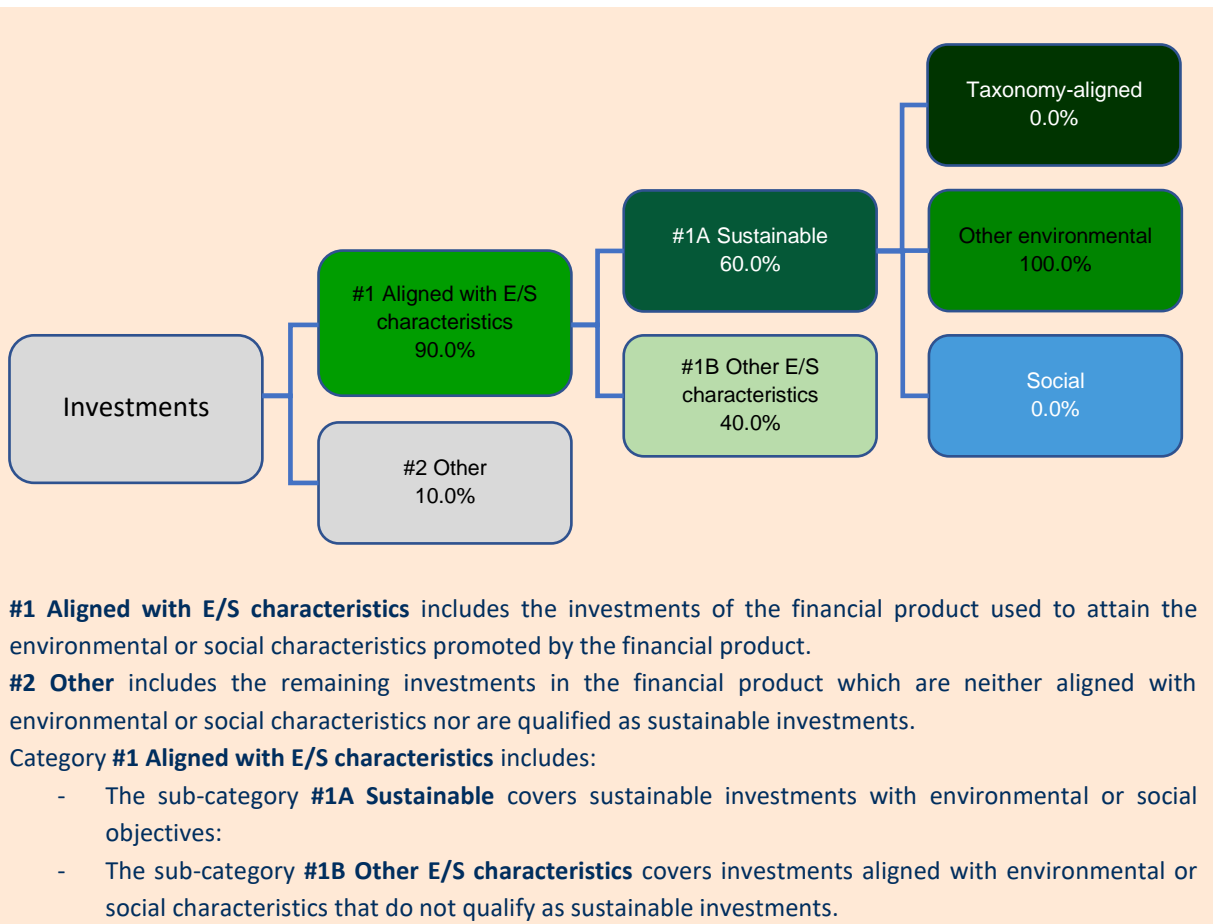 Taxonomy-aligned
0.0%
#1A Sustainable
60.0%
Other environmental
100.0%
#1 Aligned with E/S
characteristics
90.0%
Investments
#1B Other E/S
characteristics
40.0%
Social
0.0%
#2 Other
10.0%
#1 Aligned with E/S characteristics includes the investments of the financial product used to attain the
environmental or social characteristics promoted by the financial product.
#2 Other includes the remaining investments in the financial product which are neither aligned with
environmental or social characteristics nor are qualified as sustainable investments.
Category #1 Aligned with E/S characteristics includes:
- The sub-category #1A Sustainable covers sustainable investments with environmental or social
objectives:
- The sub-category #1B Other E/S characteristics covers investments aligned with environmental or
social characteristics that do not qualify as sustainable investments.